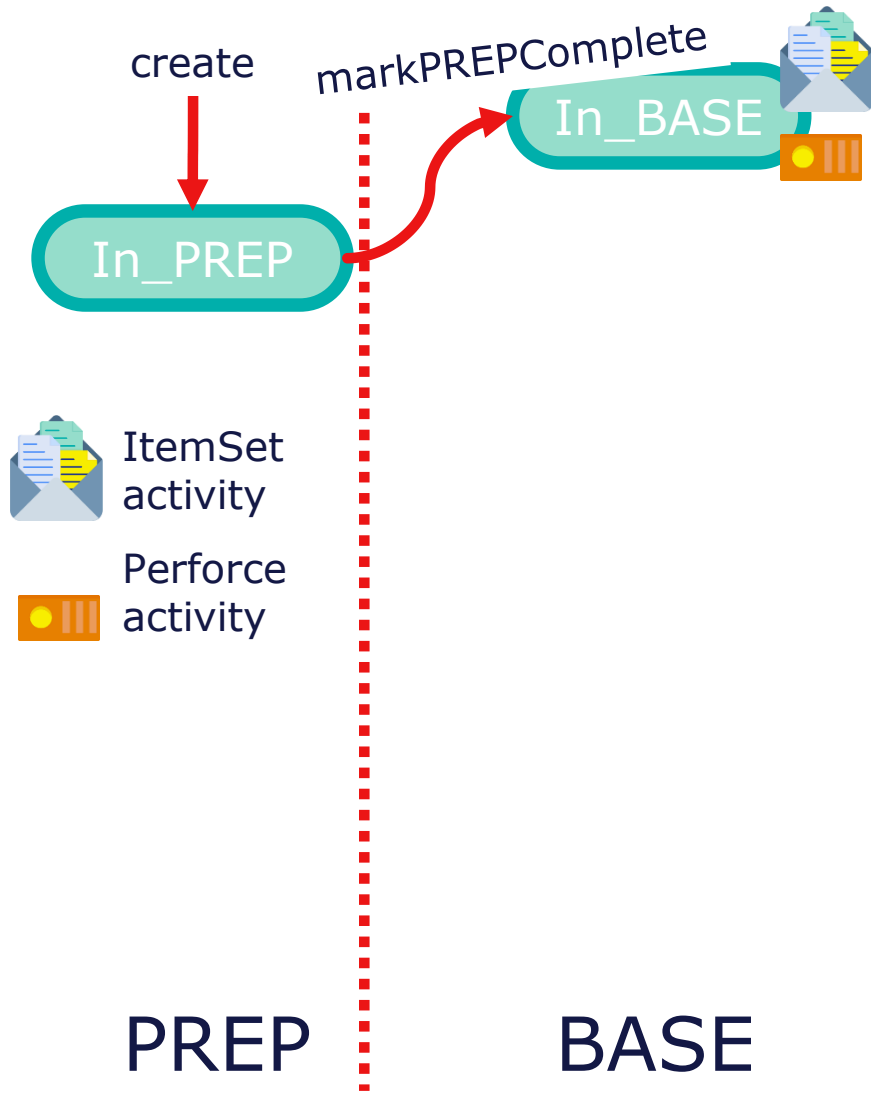 create
markPREPComplete
In_BASE
In_PREP
ItemSet
activity
Perforce
activity
PREP
BASE